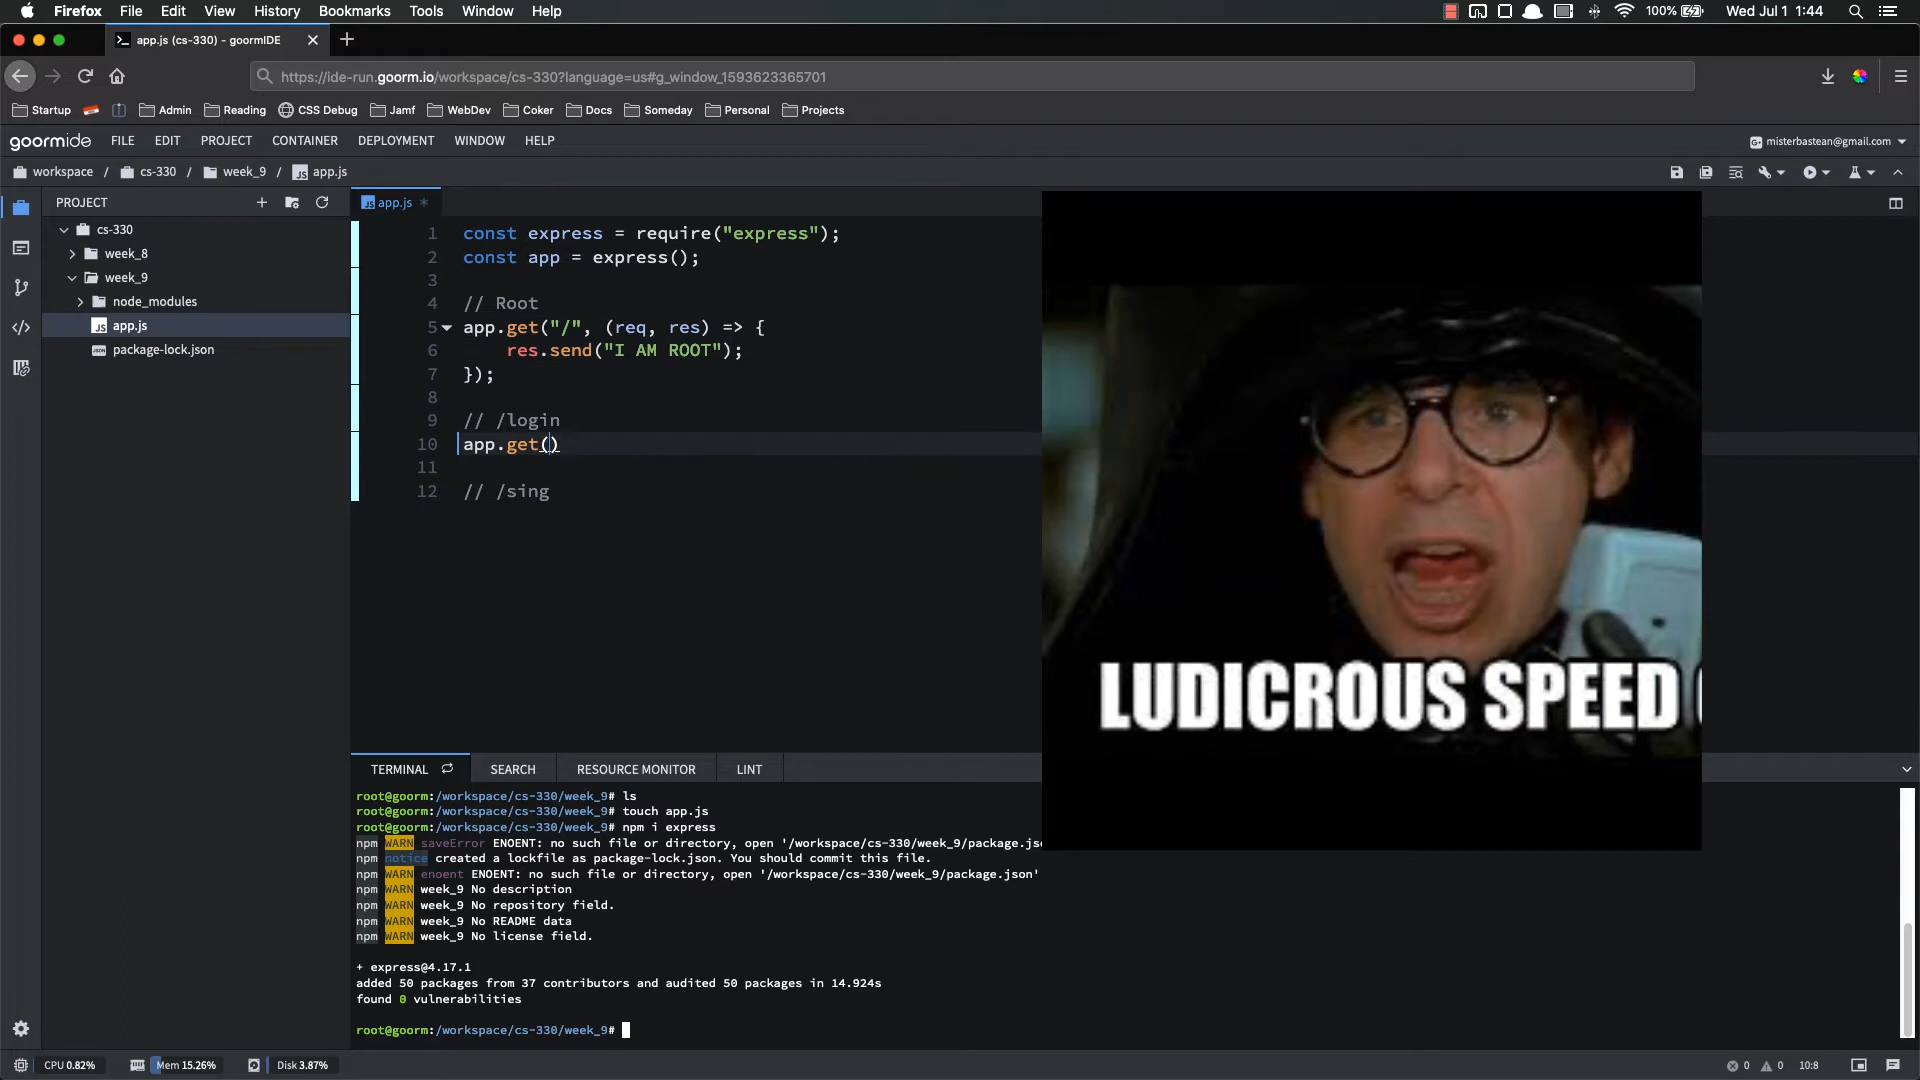 Firefox File Edit View History Bookmarks Tools Window Help 100% Wed Jul 1 1:44
app.js (cs-330) - goormIDE
https://ide-run.goorm.io/workspace/cs-330?language=us#g_window_1593623365701
Startup Admin Reading CSS Debug Jamf WebDev Coker Docs Someday Personal Projects
goormide FILE EDIT PROJECT CONTAINER DEPLOYMENT WINDOW HELP misterbastean@gmail.com
workspace / cs-330 / week_9 / app.js
PROJECT
cs-330
week_8
week_9
node_modules
app.js
package-lock.json
app.js *
1 const express = require("express");
2 const app = express();
3
4 // Root
5 app.get("/", (req, res) => {
6 res.send("I AM ROOT");
7 });
8
9 // /login
10 app.get()
11
12 // /sing
LUDICROUS SPEED
TERMINAL SEARCH RESOURCE MONITOR LINT
root@goorm:/workspace/cs-330/week_9# ls
root@goorm:/workspace/cs-330/week_9# touch app.js
root@goorm:/workspace/cs-330/week_9# npm i express
npm WARN saveError ENOENT: no such file or directory, open '/workspace/cs-330/week_9/package.js
npm notice created a lockfile as package-lock.json. You should commit this file.
npm WARN enoent ENOENT: no such file or directory, open '/workspace/cs-330/week_9/package.json'
npm WARN week_9 No description
npm WARN week_9 No repository field.
npm WARN week_9 No README data
npm WARN week_9 No license field.
+ express@4.17.1
added 50 packages from 37 contributors and audited 50 packages in 14.924s
found 0 vulnerabilities
root@goorm:/workspace/cs-330/week_9#
CPU 0.82% Mem 15.26% Disk 3.87% 0 0 10:8